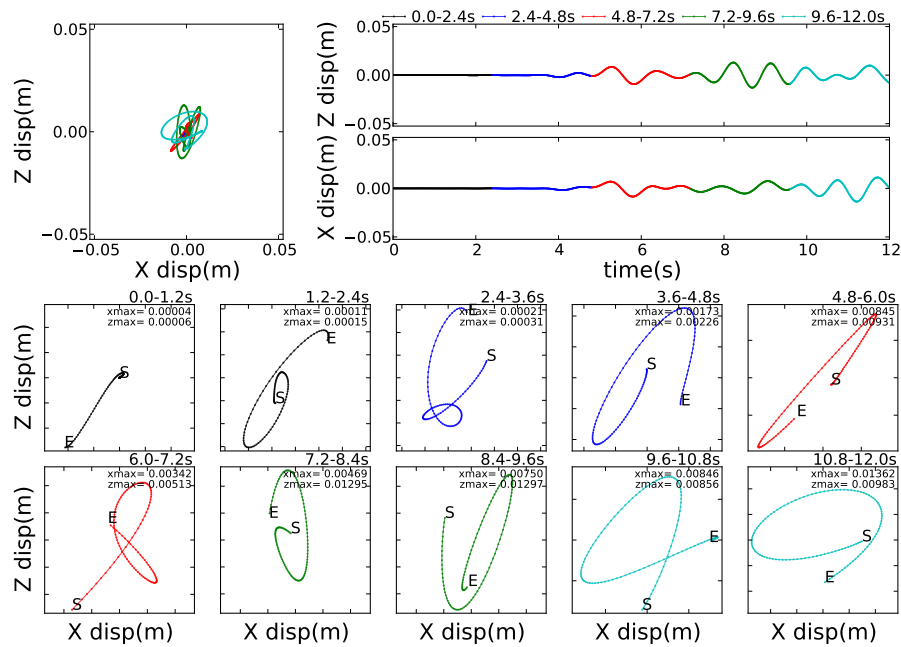 0.0-2.4s 2.4-4.8s 4.8-7.2s 7.2-9.6s 9.6-12.0s
0.05
0.00
−0.05
−0.05 0.00 0.05
Z disp(m)
X disp(m)
0.05
0.00
−0.05
Z disp(m)
0.05
0.00
−0.05
X disp(m)
0 2 4 6 8 10 12
time(s)
0.0-1.2s
xmax= 0.00004
zmax= 0.00006
S
E
Z disp(m)
1.2-2.4s
xmax= 0.00011
zmax= 0.00015
E
S
2.4-3.6s
xmax= 0.00021
zmax= 0.00031
E
S
3.6-4.8s
xmax= 0.00173
zmax= 0.00226
S
E
4.8-6.0s
xmax= 0.00845
zmax= 0.00931
S
E
6.0-7.2s
xmax= 0.00342
zmax= 0.00513
E
S
Z disp(m)
X disp(m)
7.2-8.4s
xmax= 0.00469
zmax= 0.01295
E
S
X disp(m)
8.4-9.6s
xmax= 0.00750
zmax= 0.01297
S
E
X disp(m)
9.6-10.8s
xmax= 0.00846
zmax= 0.00856
E
S
X disp(m)
10.8-12.0s
xmax= 0.01362
zmax= 0.00983
S
E
X disp(m)